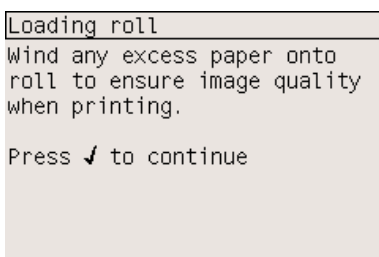 Loading roll
Wind any excess paper onto
roll to ensure image quality
when printing.
Press ✓ to continue